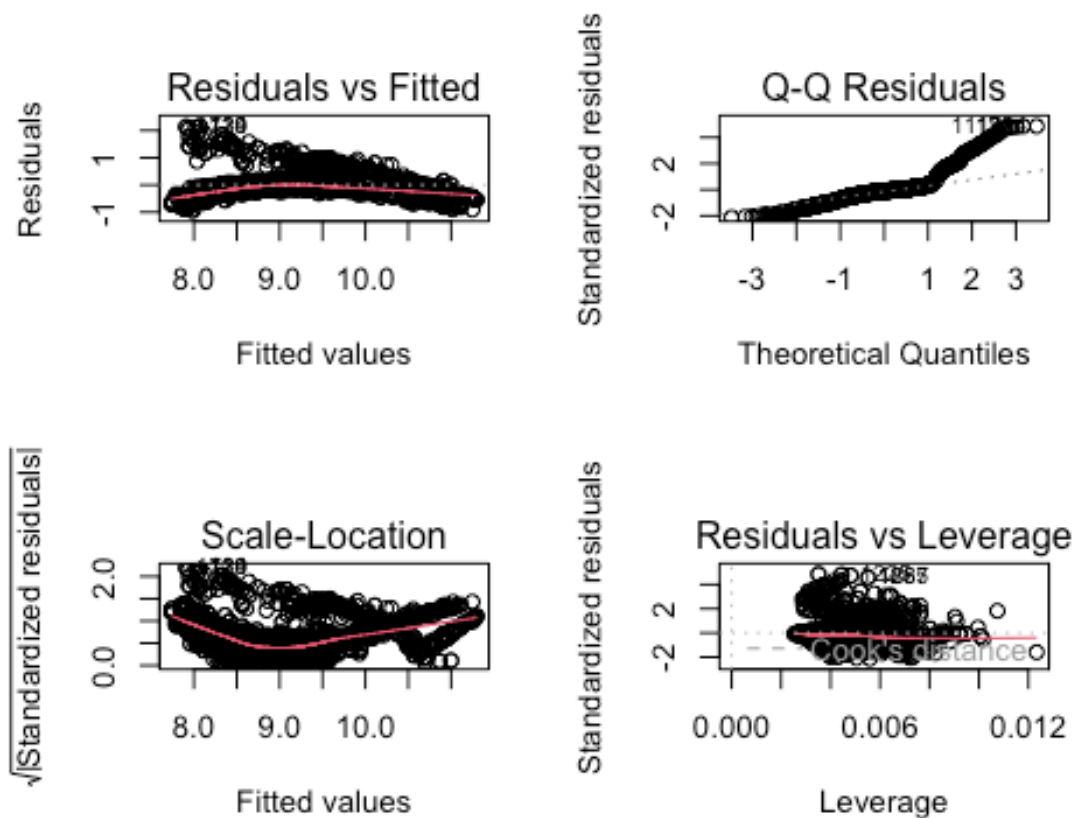 Residuals vs Fitted
Residuals
1
-1
8.0 9.0 10.0
Fitted values
Q-Q Residuals
Standardized residuals
2
-2
-3 -1 1 2 3
Theoretical Quantiles
Scale-Location
√|Standardized residuals|
2.0
0.0
8.0 9.0 10.0
Fitted values
Residuals vs Leverage
Standardized residuals
2
-2
Cook's distance
0.000 0.006 0.012
Leverage